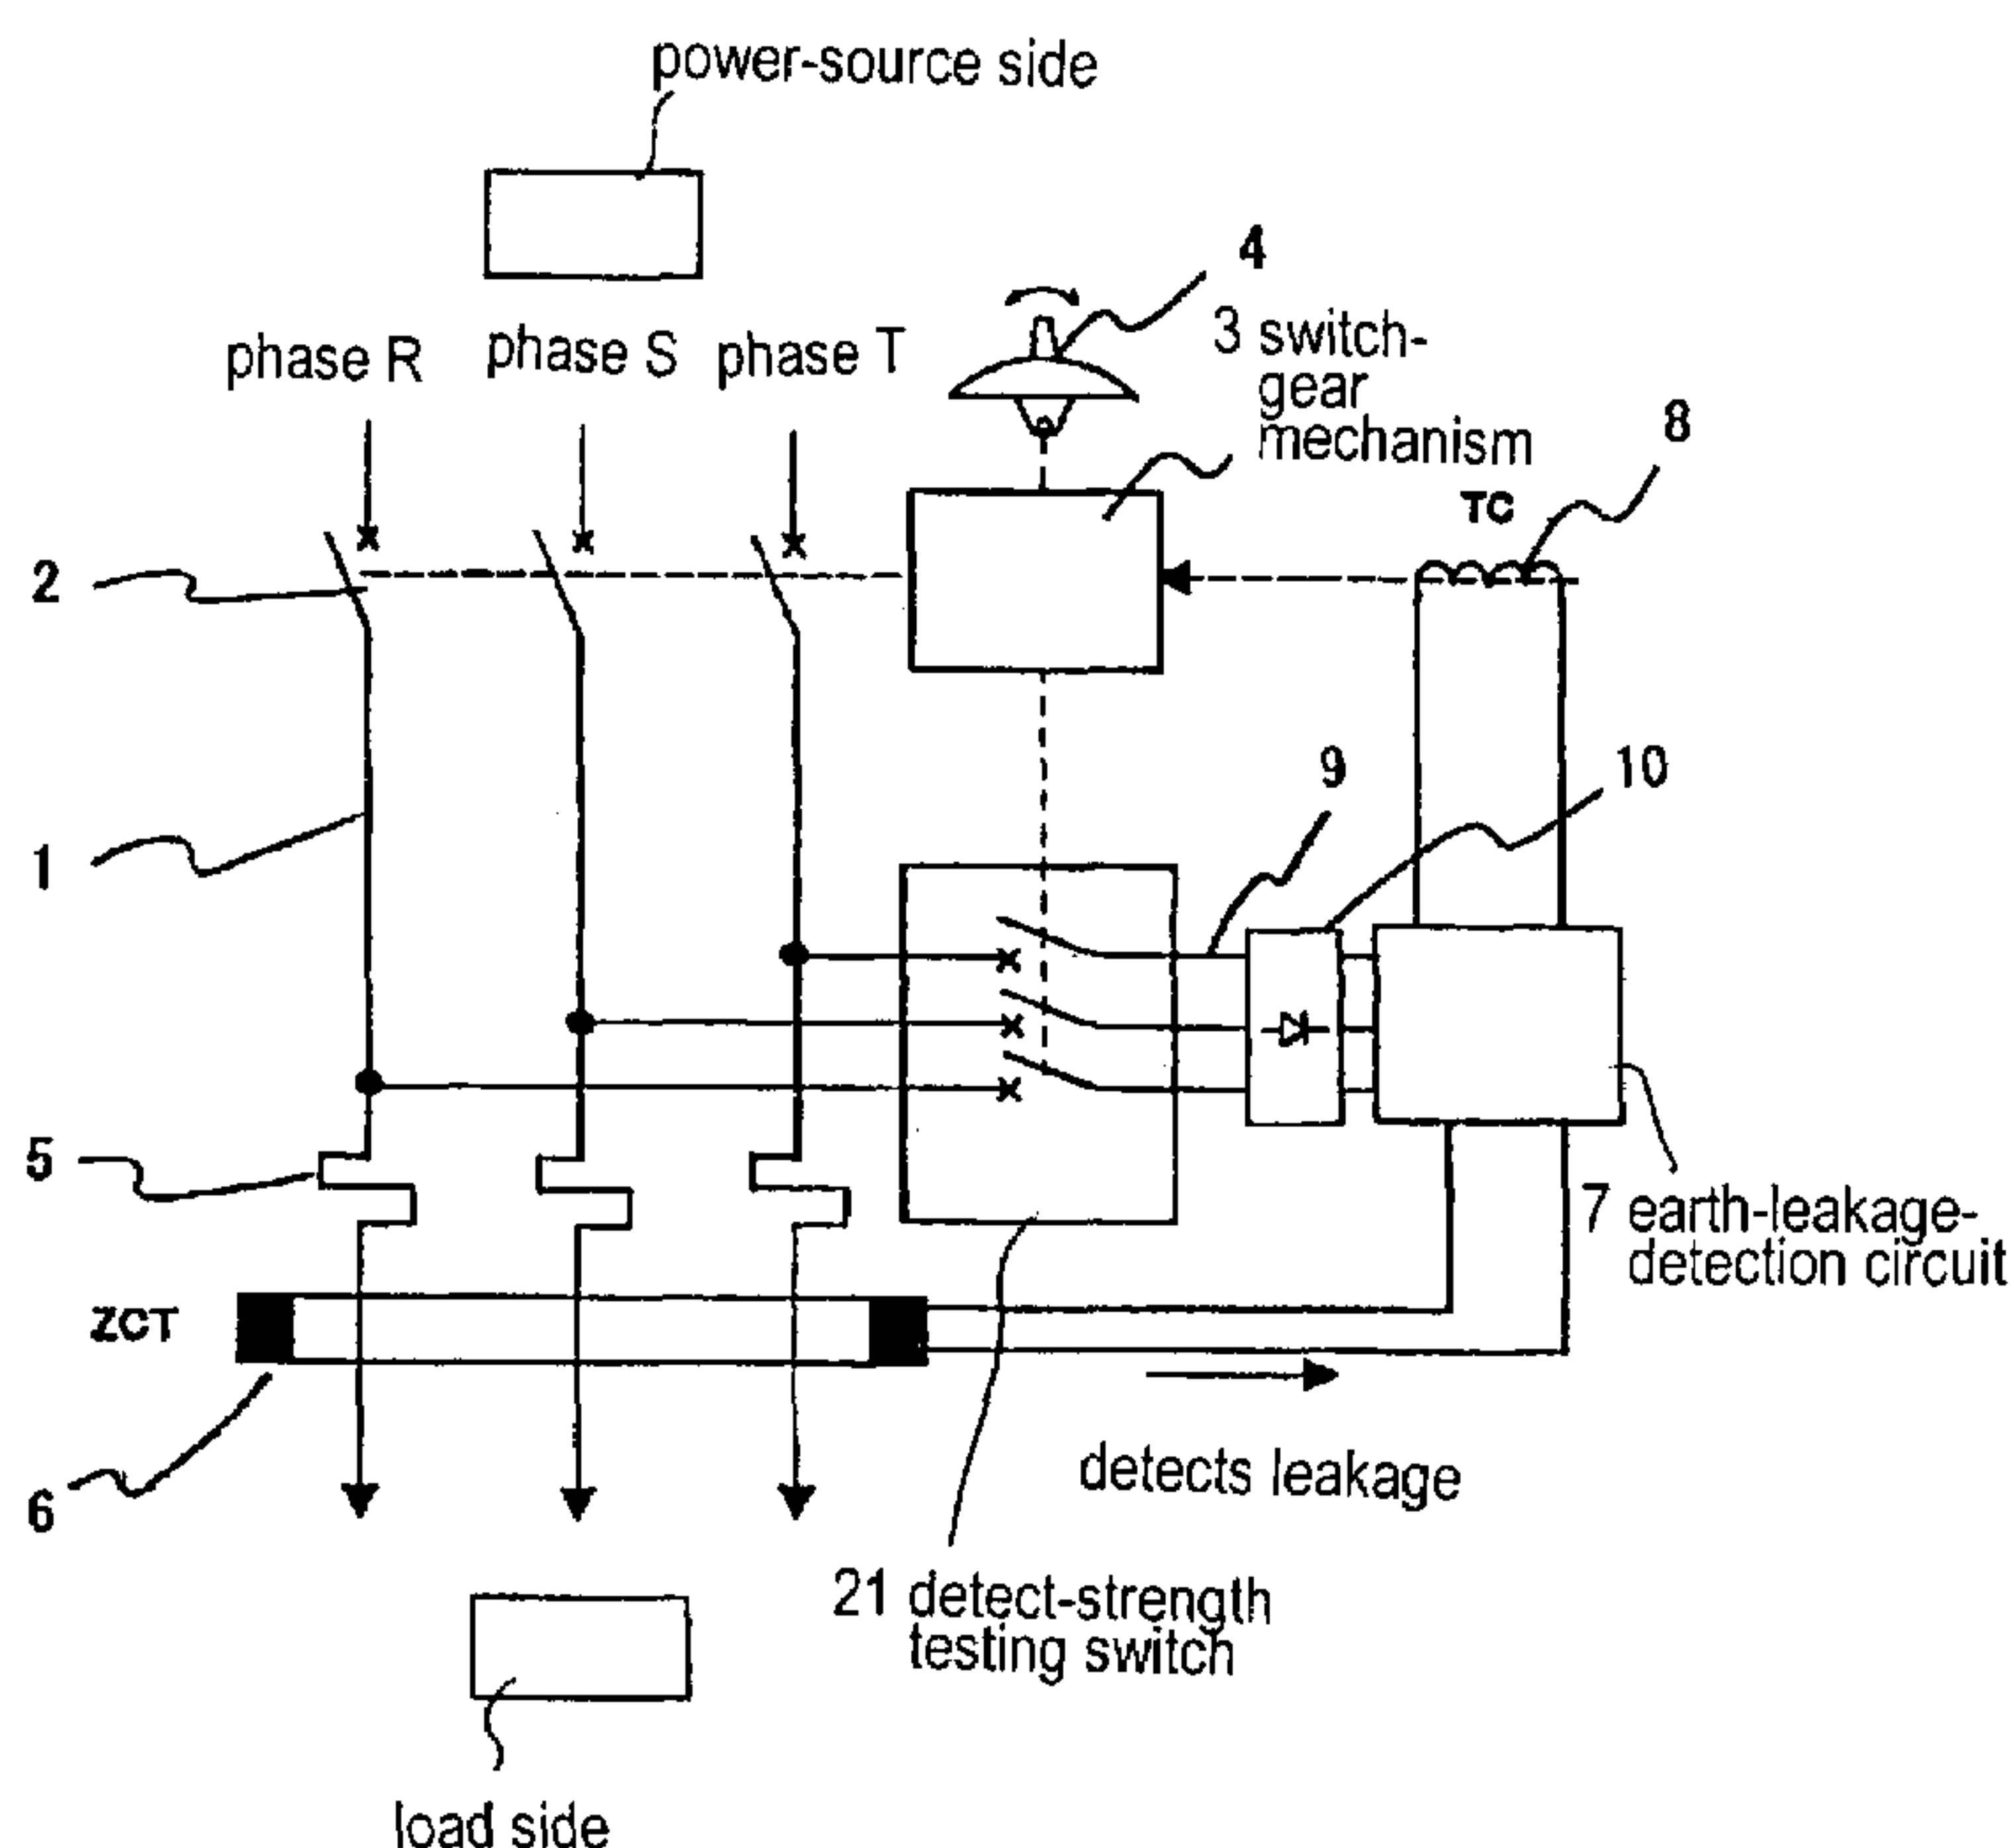 power-source side
4
phase R
phase S
phase T
3 switch-
gear
mechanism
8
TC
2
9
10
1
5
7 earth-leakage-
detection circuit
ZCT
6
detects leakage
21 detect-strength
testing switch
load side